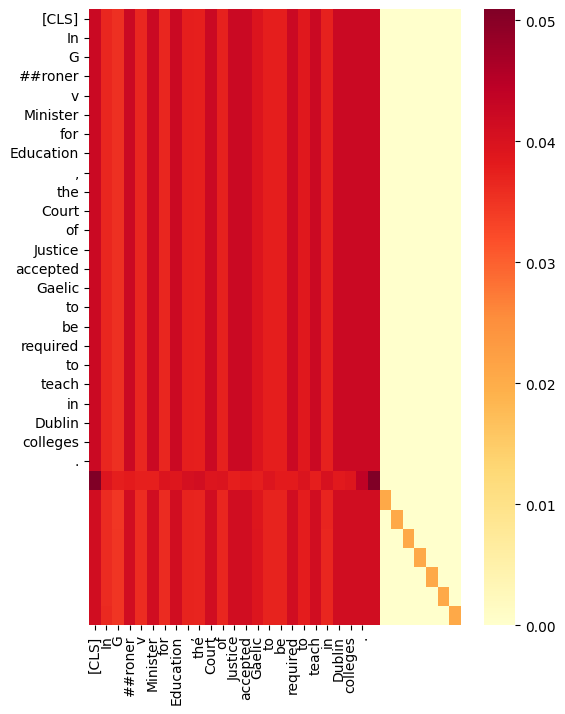 [CLS]
In
G
##roner
v
Minister
for
Education
,
the
Court
of
Justice
accepted
Gaelic
to
be
required
to
teach
in
Dublin
colleges
.
0.05
0.04
0.03
0.02
0.01
0.00
[CLS]
In
G
##roner
v
Minister
for
Education
,
the
Court
of
Justice
accepted
Gaelic
to
be
required
to
teach
in
Dublin
colleges
.